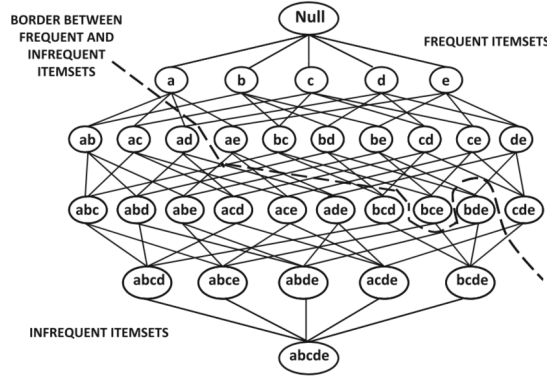 BORDER BETWEEN
FREQUENT AND
INFREQUENT
ITEMSETS
Null
FREQUENT ITEMSETS
a b c d e
ab ac ad ae bc bd be cd ce de
abc abd abe acd ace ade bcd bce bde cde
abcd abce abde acde bcde
INFREQUENT ITEMSETS
abcde